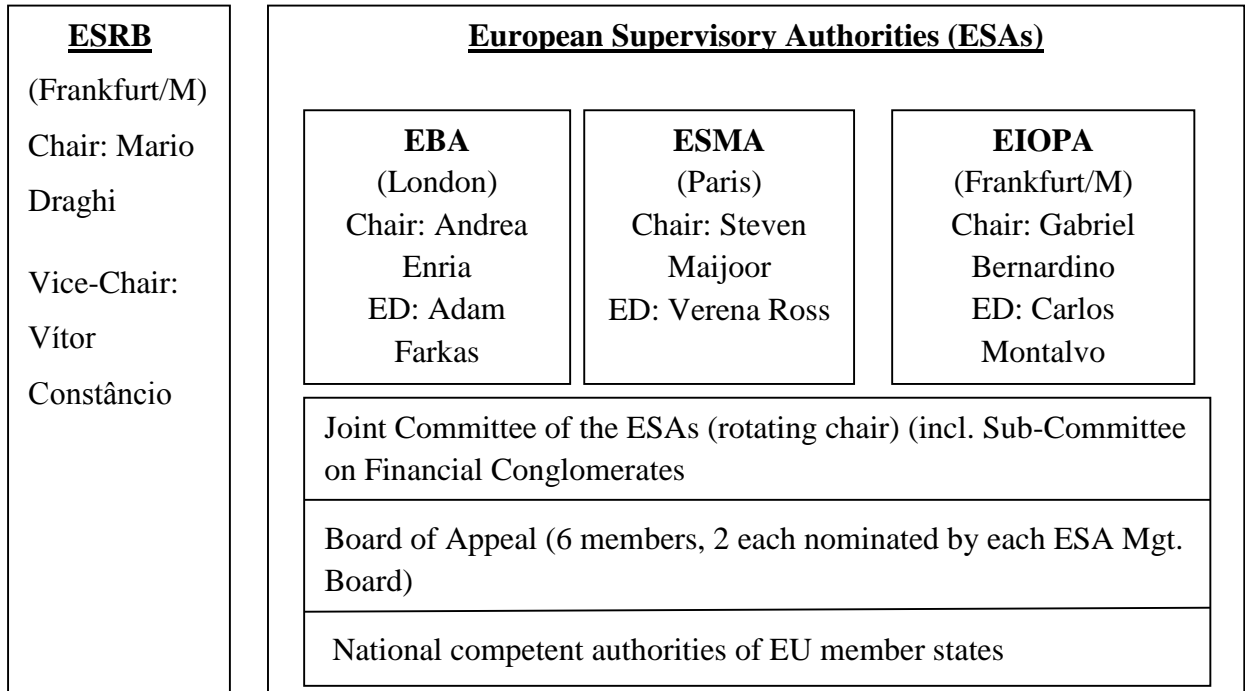 ESRB
(Frankfurt/M)
Chair: Mario
Draghi
Vice-Chair:
Vítor
Constâncio
European Supervisory Authorities (ESAs)
EBA
(London)
Chair: Andrea
Enria
ED: Adam
Farkas
ESMA
(Paris)
Chair: Steven
Maijoor
ED: Verena Ross
EIOPA
(Frankfurt/M)
Chair: Gabriel
Bernardino
ED: Carlos
Montalvo
Joint Committee of the ESAs (rotating chair) (incl. Sub-Committee
on Financial Conglomerates
Board of Appeal (6 members, 2 each nominated by each ESA Mgt.
Board)
National competent authorities of EU member states